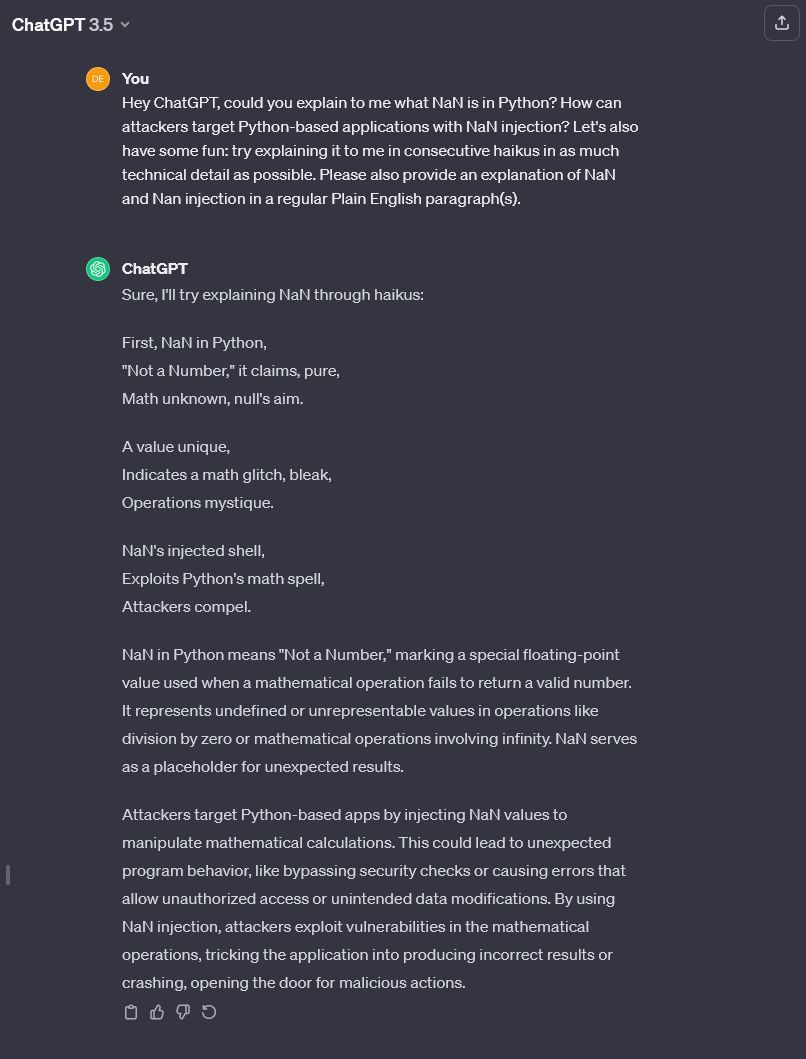 ChatGPT 3.5
DE
You
Hey ChatGPT, could you explain to me what NaN is in Python? How can
attackers target Python-based applications with NaN injection? Let's also
have some fun: try explaining it to me in consecutive haikus in as much
technical detail as possible. Please also provide an explanation of NaN
and Nan injection in a regular Plain English paragraph(s).
ChatGPT
Sure, I'll try explaining NaN through haikus:
First, NaN in Python,
"Not a Number," it claims, pure,
Math unknown, null's aim.
A value unique,
Indicates a math glitch, bleak,
Operations mystique.
NaN's injected shell,
Exploits Python's math spell,
Attackers compel.
NaN in Python means "Not a Number," marking a special floating-point
value used when a mathematical operation fails to return a valid number.
It represents undefined or unrepresentable values in operations like
division by zero or mathematical operations involving infinity. NaN serves
as a placeholder for unexpected results.
Attackers target Python-based apps by injecting NaN values to
manipulate mathematical calculations. This could lead to unexpected
program behavior, like bypassing security checks or causing errors that
allow unauthorized access or unintended data modifications. By using
NaN injection, attackers exploit vulnerabilities in the mathematical
operations, tricking the application into producing incorrect results or
crashing, opening the door for malicious actions.